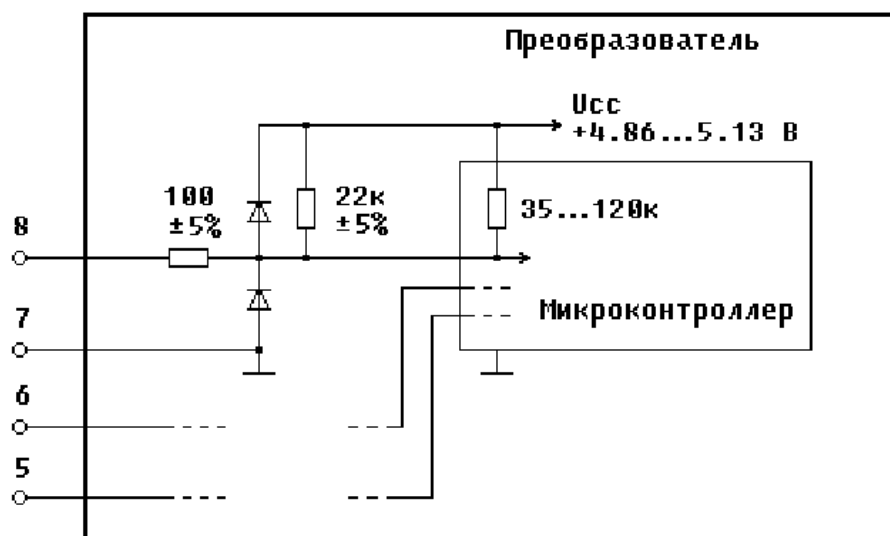 Преобразователь
Ucc
+4.86...5.13 В
100
±5%
22к
±5%
35...120к
8
7
Микроконтроллер
6
5